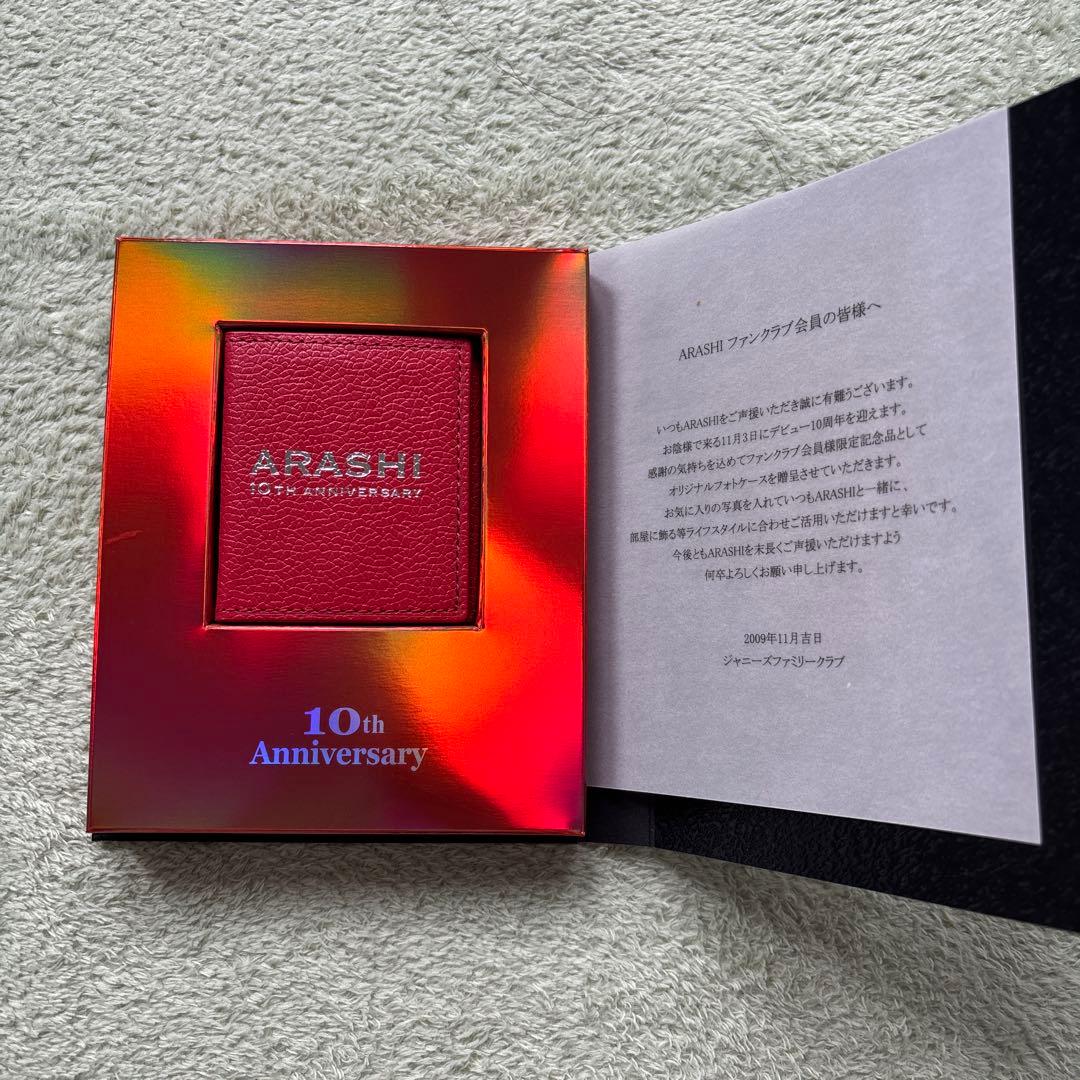 ARASHI
10TH ANNIVERSARY
10th
Anniversary
ARASHI ファンクラブ会員の皆様へ
いつもARASHIをご声援いただき誠に有難うございます。
お陰様で来る11月3日にデビュー10周年を迎えます。
感謝の気持ちを込めてファンクラブ会員様限定記念品として
オリジナルフォトケースを贈呈させていただきます。
お気に入りの写真を入れていつもARASHIと一緒に、
部屋に飾る等ライフスタイルに合わせご活用いただけますと幸いです。
今後ともARASHIを末長くご声援いただけますよう
何卒よろしくお願い申し上げます。
2009年11月吉日
ジャニーズファミリークラブ